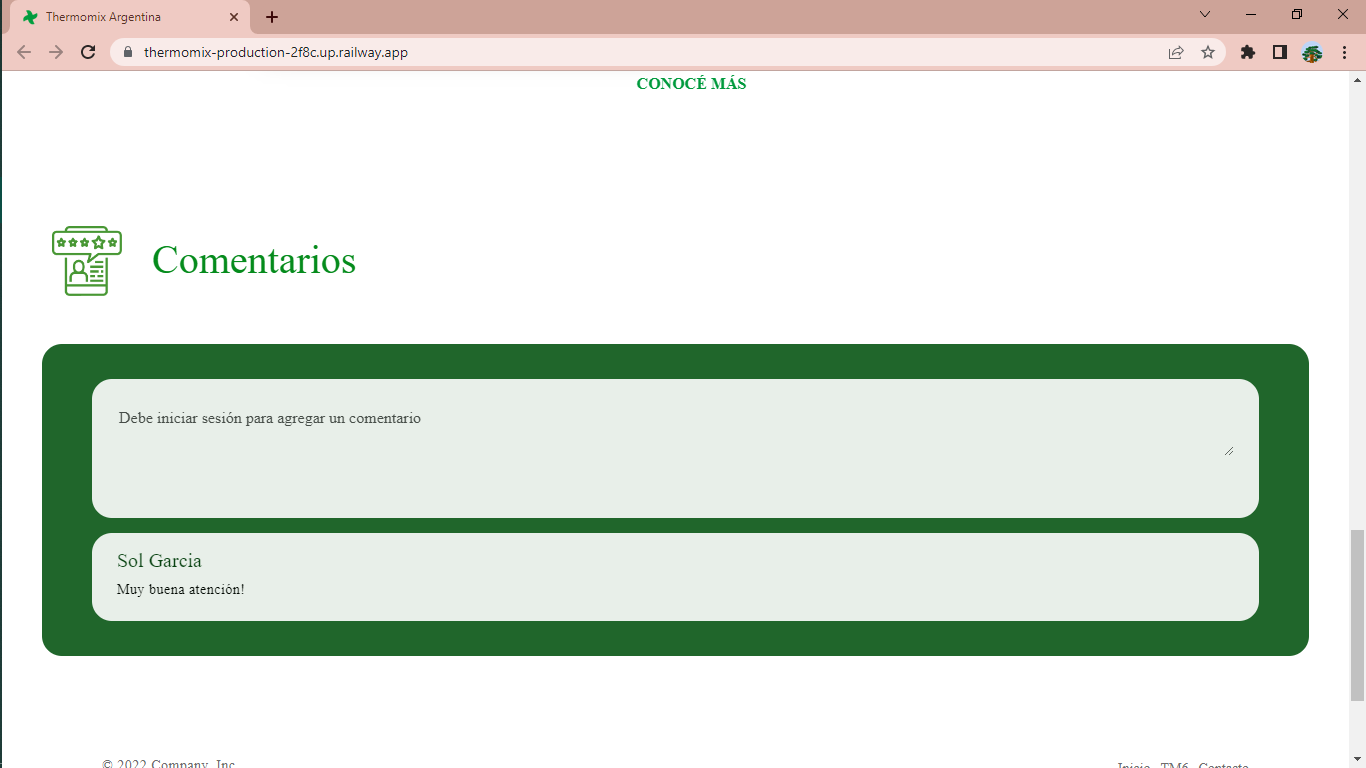 Thermomix Argentina
thermomix-production-2f8c.up.railway.app
CONOCÉ MÁS
Comentarios
Debe iniciar sesión para agregar un comentario
Sol Garcia
Muy buena atención!
© 2022 Company, Inc
Inicio TM6 Contacto